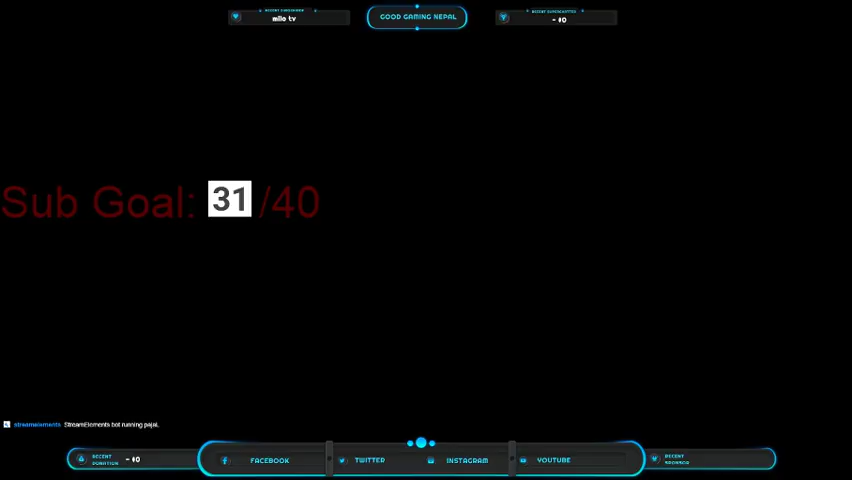 RECENT SUBSCRIBER
milo tv
GOOD GAMING NEPAL
RECENT SUPERCHATTER
- $0
Sub Goal: 31/40
streamelements StreamElements bot running pajal.
RECENT DONATION
- $0
FACEBOOK
TWITTER
INSTAGRAM
YOUTUBE
RECENT SPONSOR